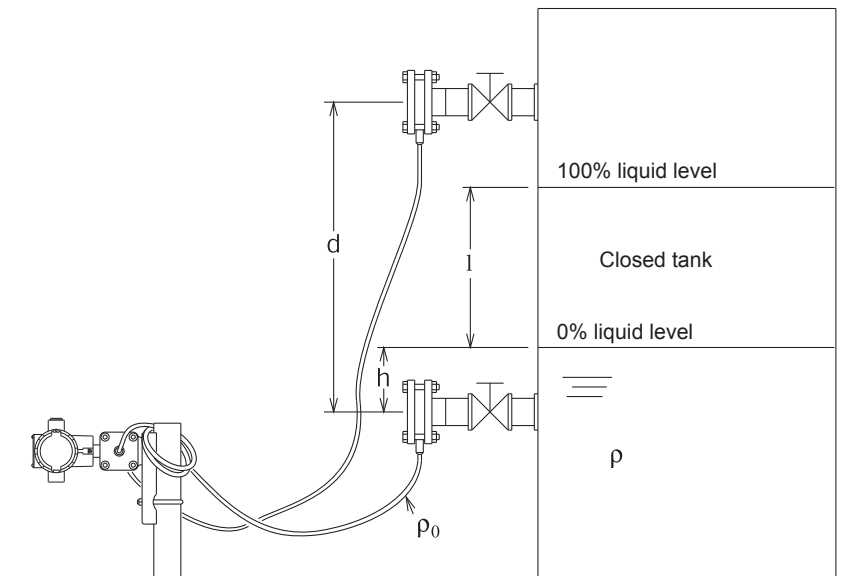 100% liquid level
d
l
Closed tank
0% liquid level
h
ρ
ρ0